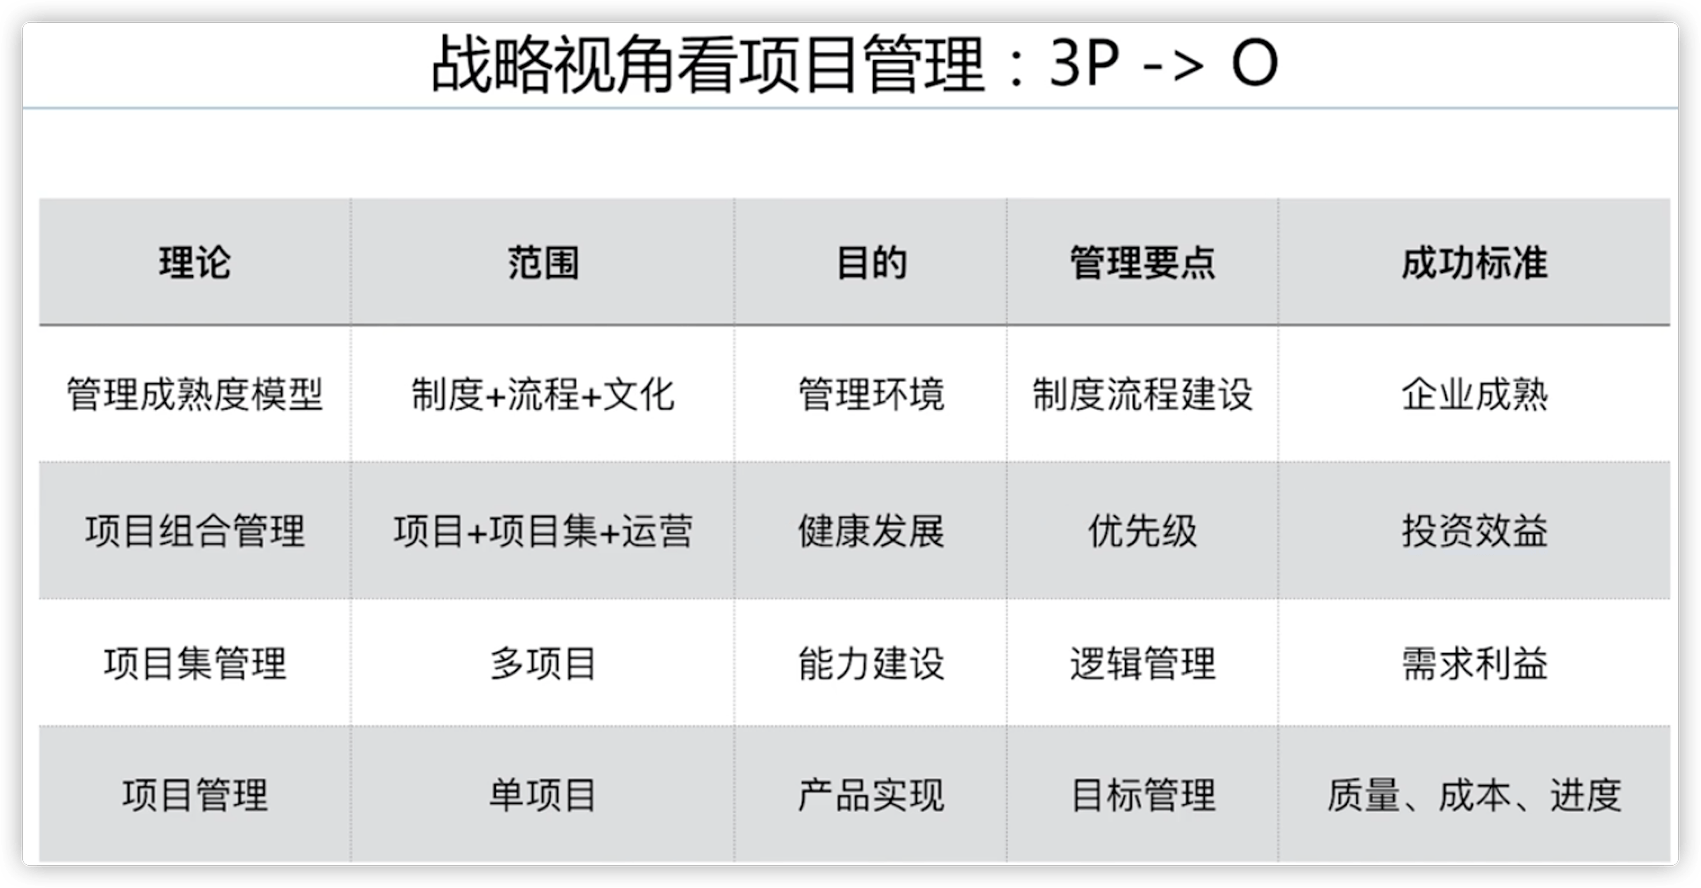 战略视角看项目管理：3P -> O
理论 范围 目的 管理要点 成功标准
管理成熟度模型 制度+流程+文化 管理环境 制度流程建设 企业成熟
项目组合管理 项目+项目集+运营 健康发展 优先级 投资效益
项目集管理 多项目 能力建设 逻辑管理 需求利益
项目管理 单项目 产品实现 目标管理 质量、成本、进度